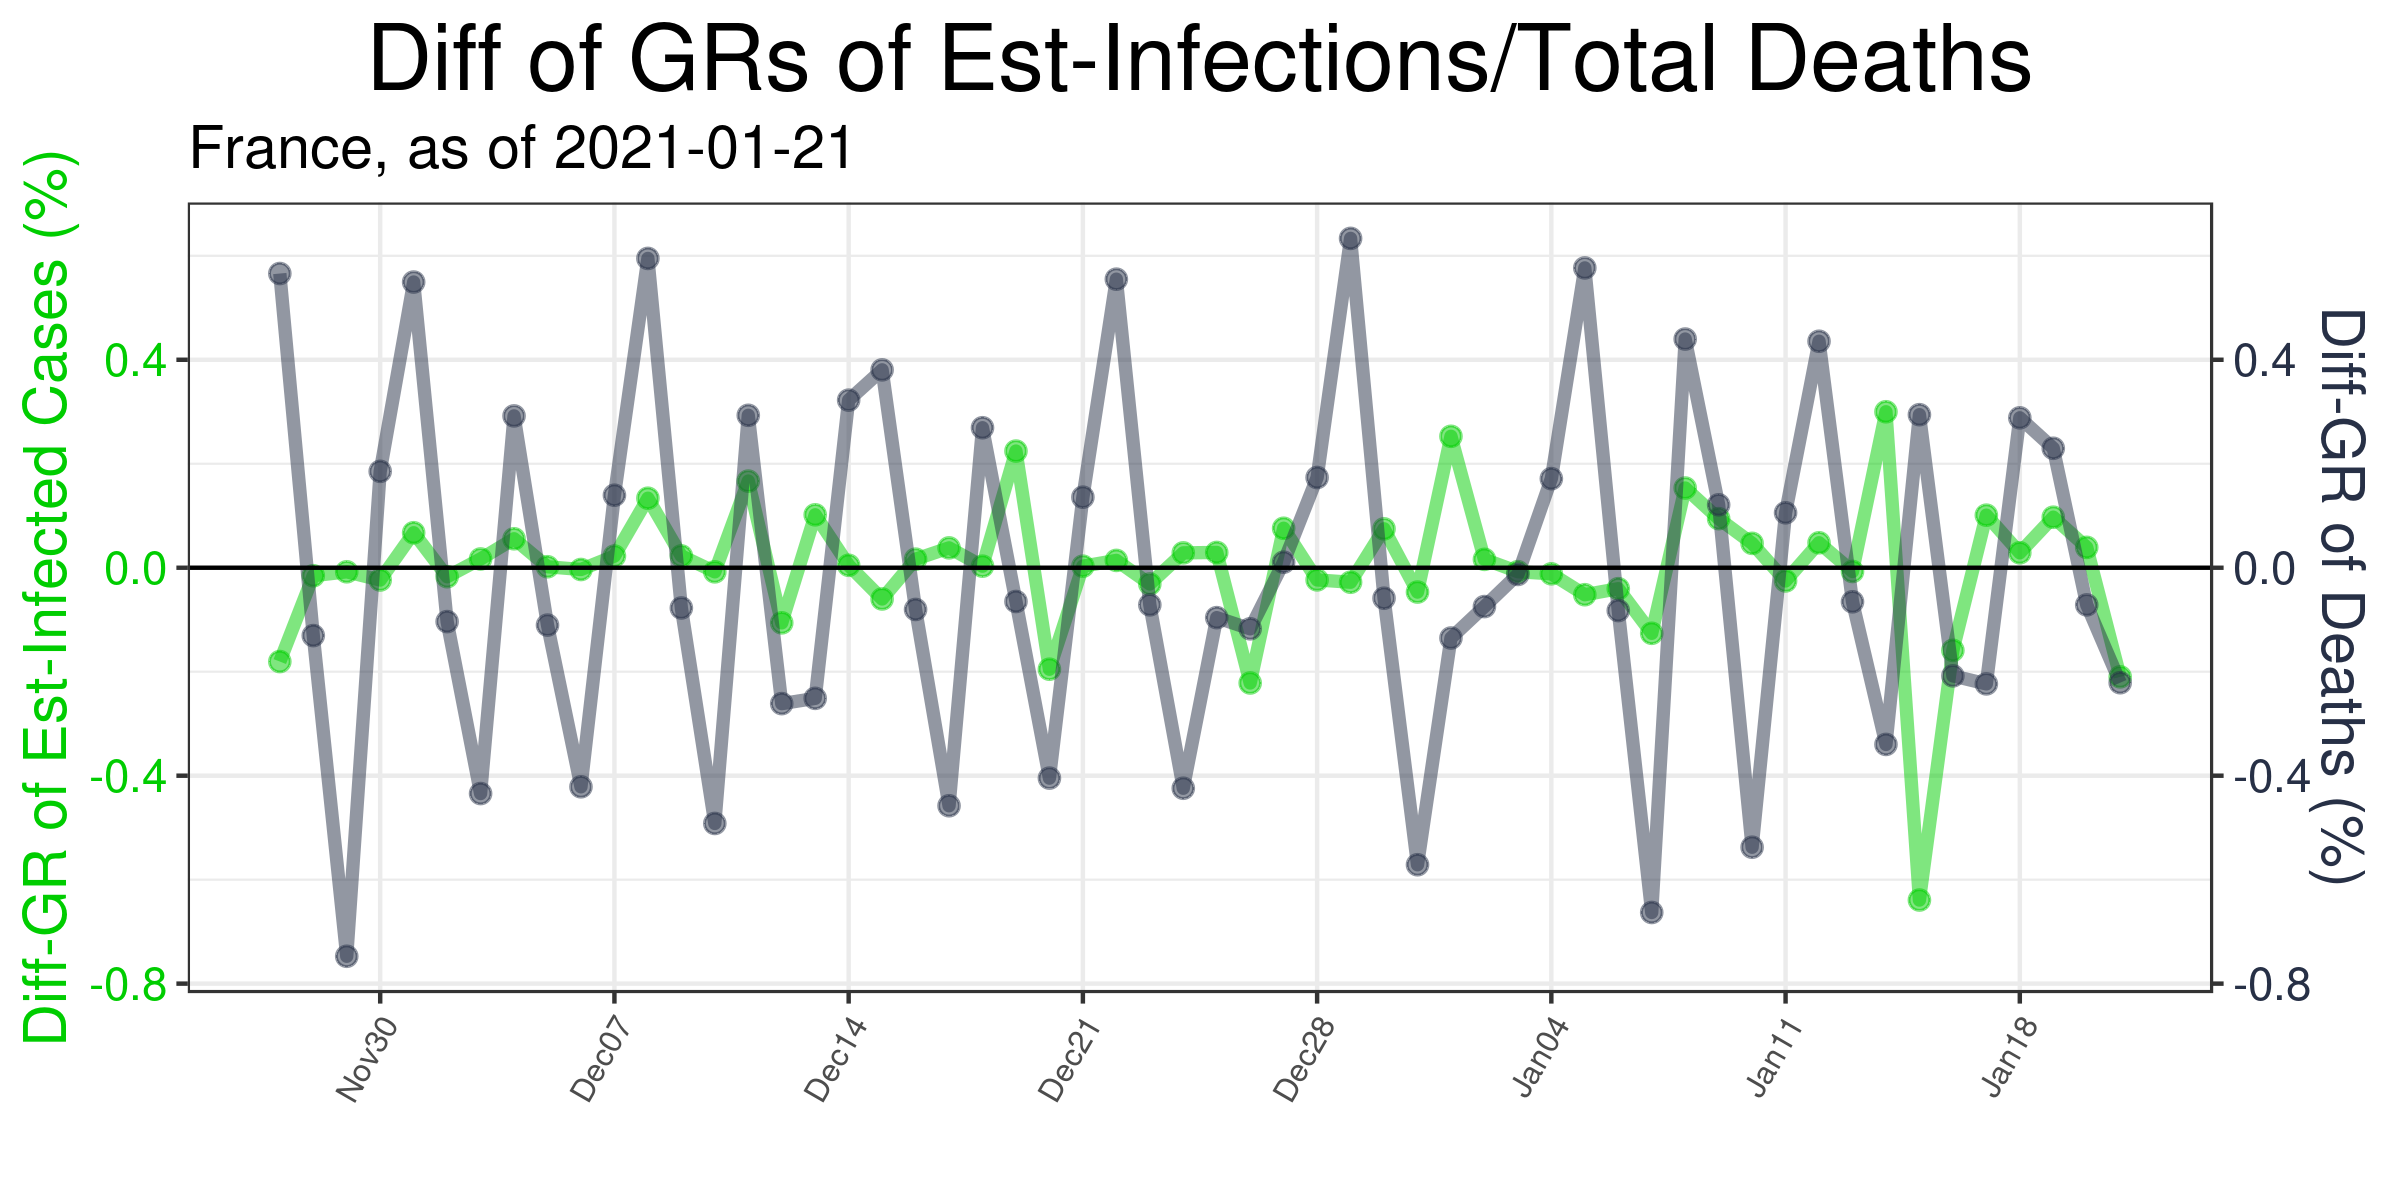 Diff of GRs of Est-Infections/Total Deaths
France, as of 2021-01-21
Diff-GR of Est-Infected Cases (%)
0.4
0.0
-0.4
-0.8
0.4
0.0
-0.4
-0.8
Diff-GR of Deaths (%)
Nov30
Dec07
Dec14
Dec21
Dec28
Jan04
Jan11
Jan18